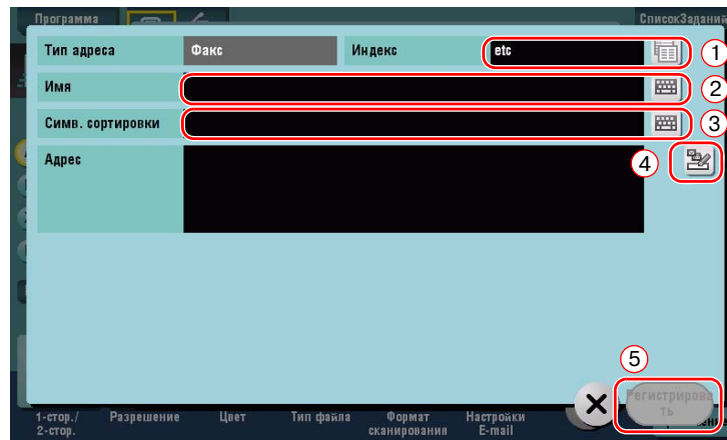 Программа
СписокЗаданий
Тип адреса
Факс
Индекс
etc
1
Имя
2
Симв. сортировки
3
Адрес
4
5
Регистрирова
ть
1-стор./
2-стор.
Разрешение
Цвет
Тип файла
Формат
сканирования
Настройки
E-mail